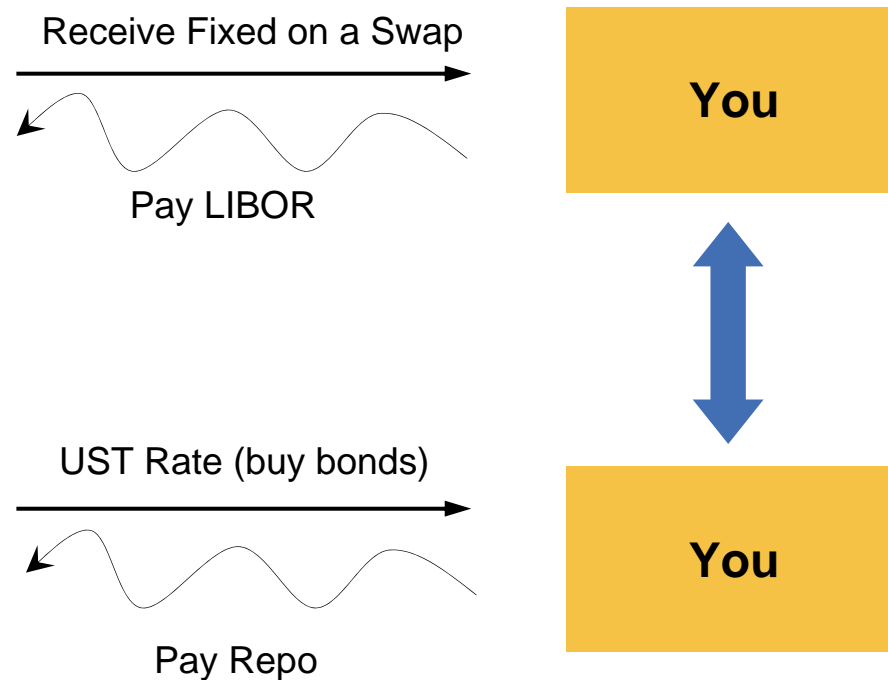 Receive Fixed on a Swap
You
Pay LIBOR
UST Rate (buy bonds)
You
Pay Repo